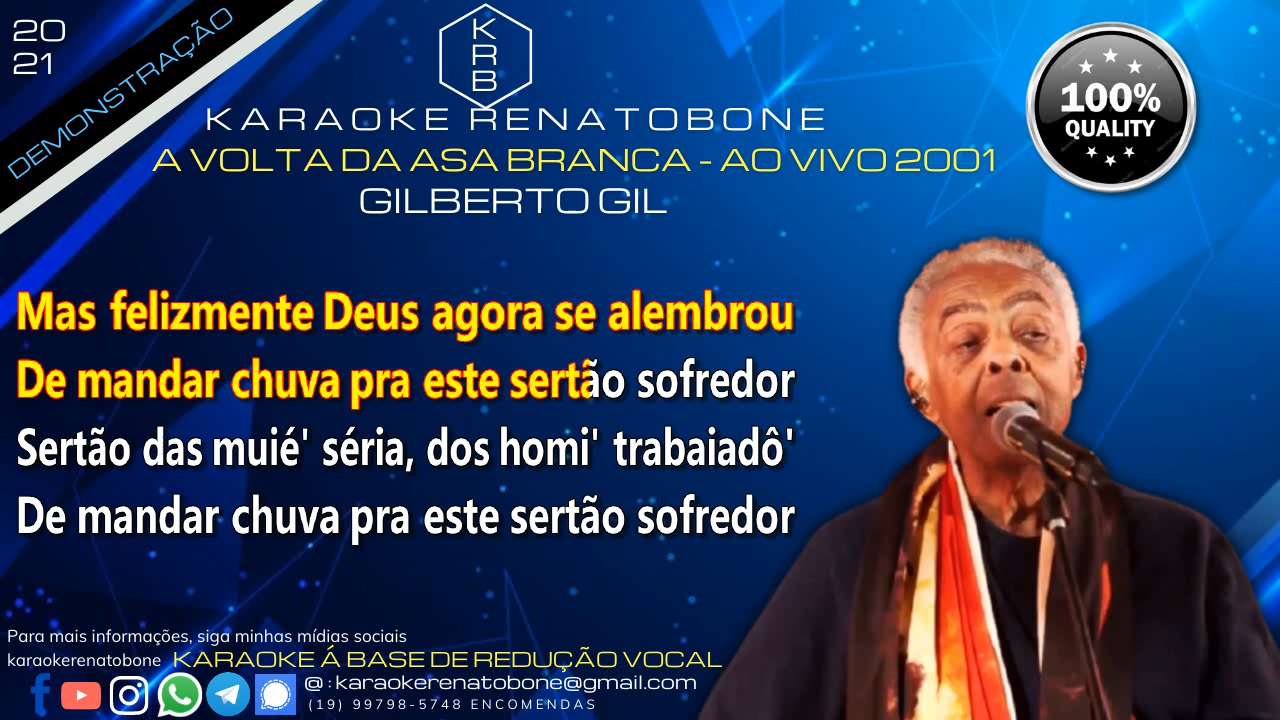 20
21
DEMONSTRAÇÃO
K
R
B
KARAOKE RENATOBONE
A VOLTA DA ASA BRANCA - AO VIVO 2001
GILBERTO GIL
100%
QUALITY
Mas felizmente Deus agora se alembrou
De mandar chuva pra este sertão sofredor
Sertão das muié' séria, dos homi' trabaiadô'
De mandar chuva pra este sertão sofredor
Para mais informações, siga minhas mídias sociais
karaokerenatobone KARAOKE Á BASE DE REDUÇÃO VOCAL
@ : karaokerenatobone@gmail.com
(19) 99798-5748 ENCOMENDAS